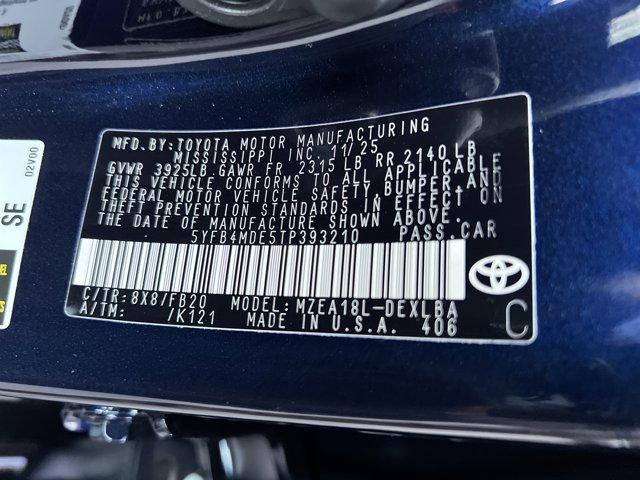 MFD.BY:TOYOTA MOTOR MANUFACTURING
MISSISSIPPI, INC. 11/25
GVWR 3925LB GAWR FR 2315 LB RR 2140 LB
THIS VEHICLE CONFORMS TO ALL APPLICABLE
FEDERAL MOTOR VEHICLE SAFETY, BUMPER, AND
THEFT PREVENTION STANDARDS IN EFFECT ON
THE DATE OF MANUFACTURE SHOWN ABOVE.
5YFB4MDE5TP393210 PASS.CAR
C/TR: 8X8/FB20 MODEL: MZEA18L-DEXLBA
A/TM: /K121 MADE IN U.S.A. 406
C
SE
02V00